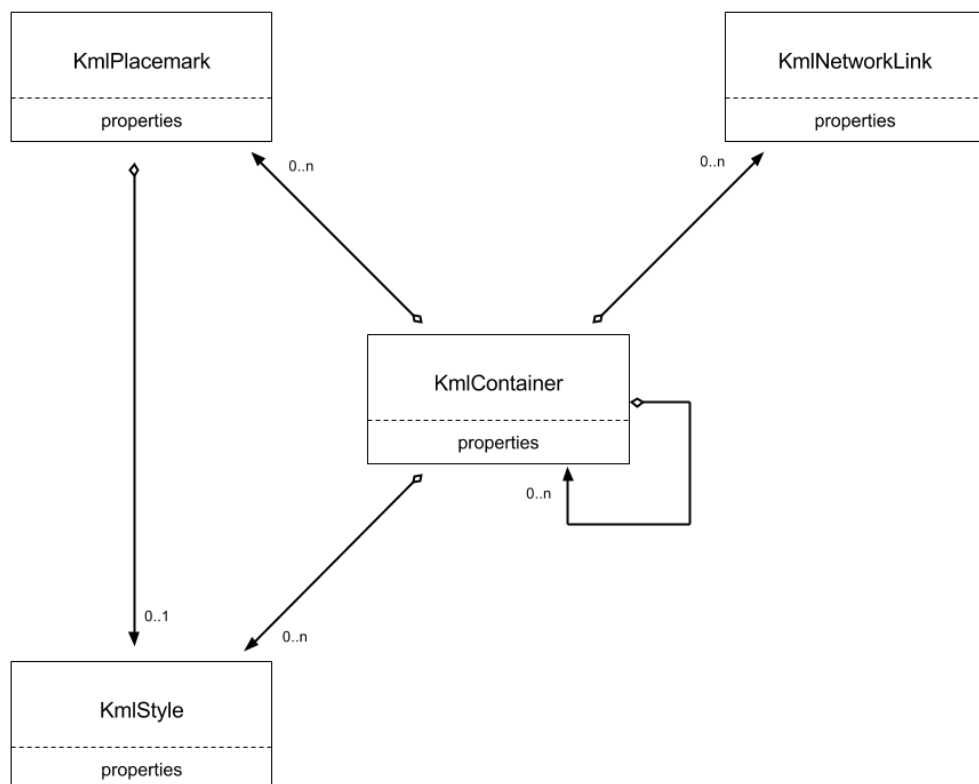 KmlPlacemark
properties
KmlNetworkLink
properties
0..n
0..n
KmlContainer
properties
0..n
0..1
0..n
KmlStyle
properties